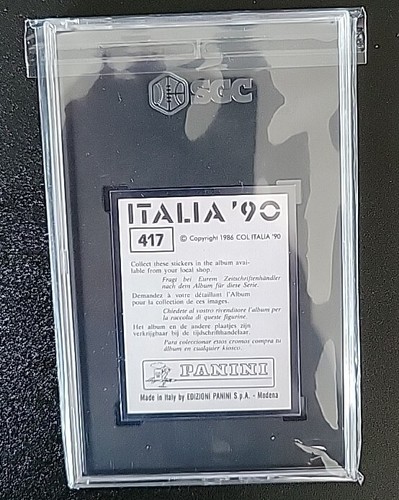 SGC
ITALIA '90
417 © Copyright 1986 COL ITALIA '90
Collect these stickers in the album avai-
lable from your local shop.
Fragt bei Eurem Zeitschriftenhändler
nach dem Album für diese Serie.
Demandez à votre détaillant l'Album
pour la collection de ces images.
Chiedete al vostro rivenditore l'album per
la raccolta di queste figurine.
Het album en de andere plaatjes zijn
verkrijgbaar bij de tijdschrifthandelaar.
Para coleccionar estos cromos compra tu
álbum en cualquier kiosco.
PANINI
Made in Italy by EDIZIONI PANINI S.p.A. - Modena